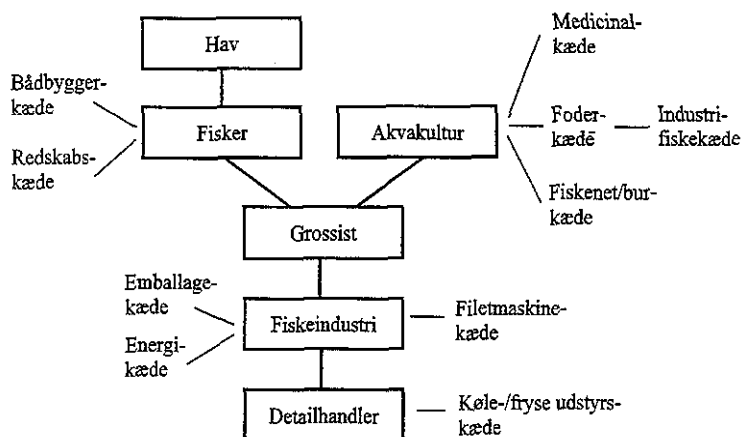 Hav
Medicinal-
kæde
Bådbygger-
kæde
Fisker
Akvakultur
Foder-
kæde
Industri-
fiskekæde
Redskabs-
kæde
Fiskenet/bur-
kæde
Grossist
Emballage-
kæde
Fiskeindustri
Filetmaskine-
kæde
Energi-
kæde
Detailhandler
Køle-/fryse udstyrs-
kæde